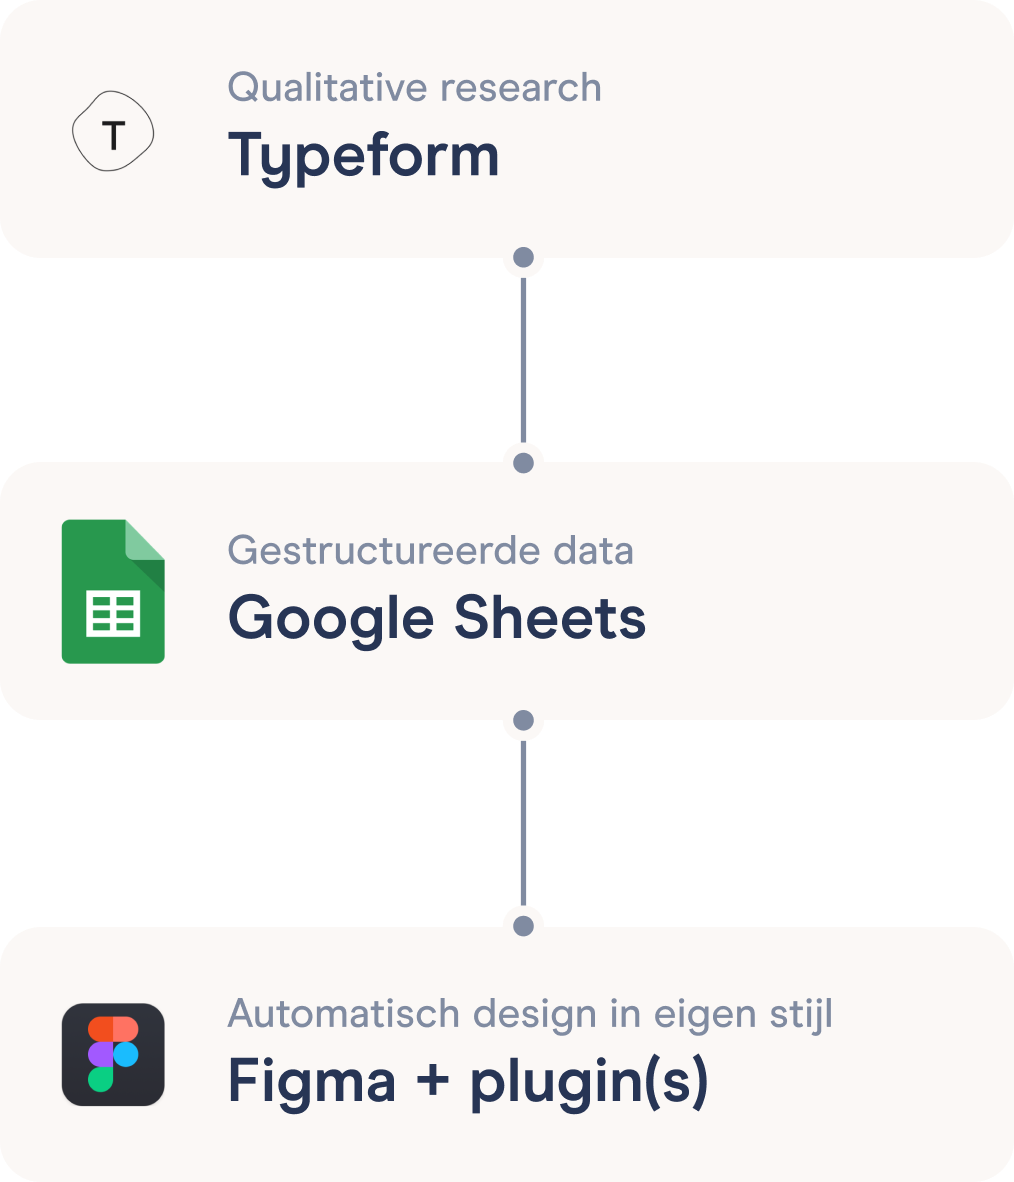 T
Qualitative research
Typeform
Gestructureerde data
Google Sheets
Automatisch design in eigen stijl
Figma + plugin(s)